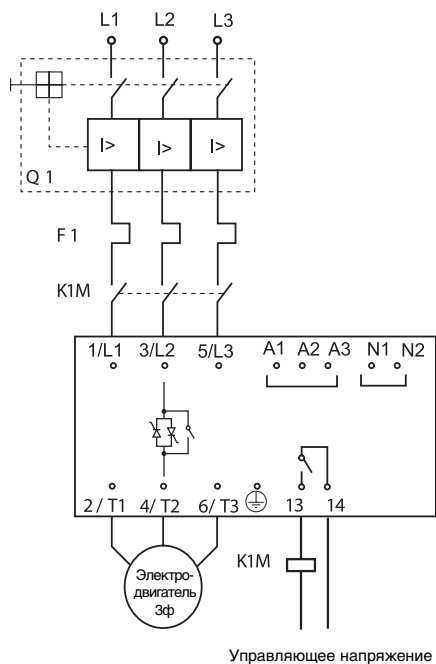 L1 L2 L3
I> I> I>
Q 1
F 1
K1M
1/L1 3/L2 5/L3 A1 A2 A3 N1 N2
2/T1 4/T2 6/T3 13 14
K1M
Электро-
двигатель
3ф
Управляющее напряжение